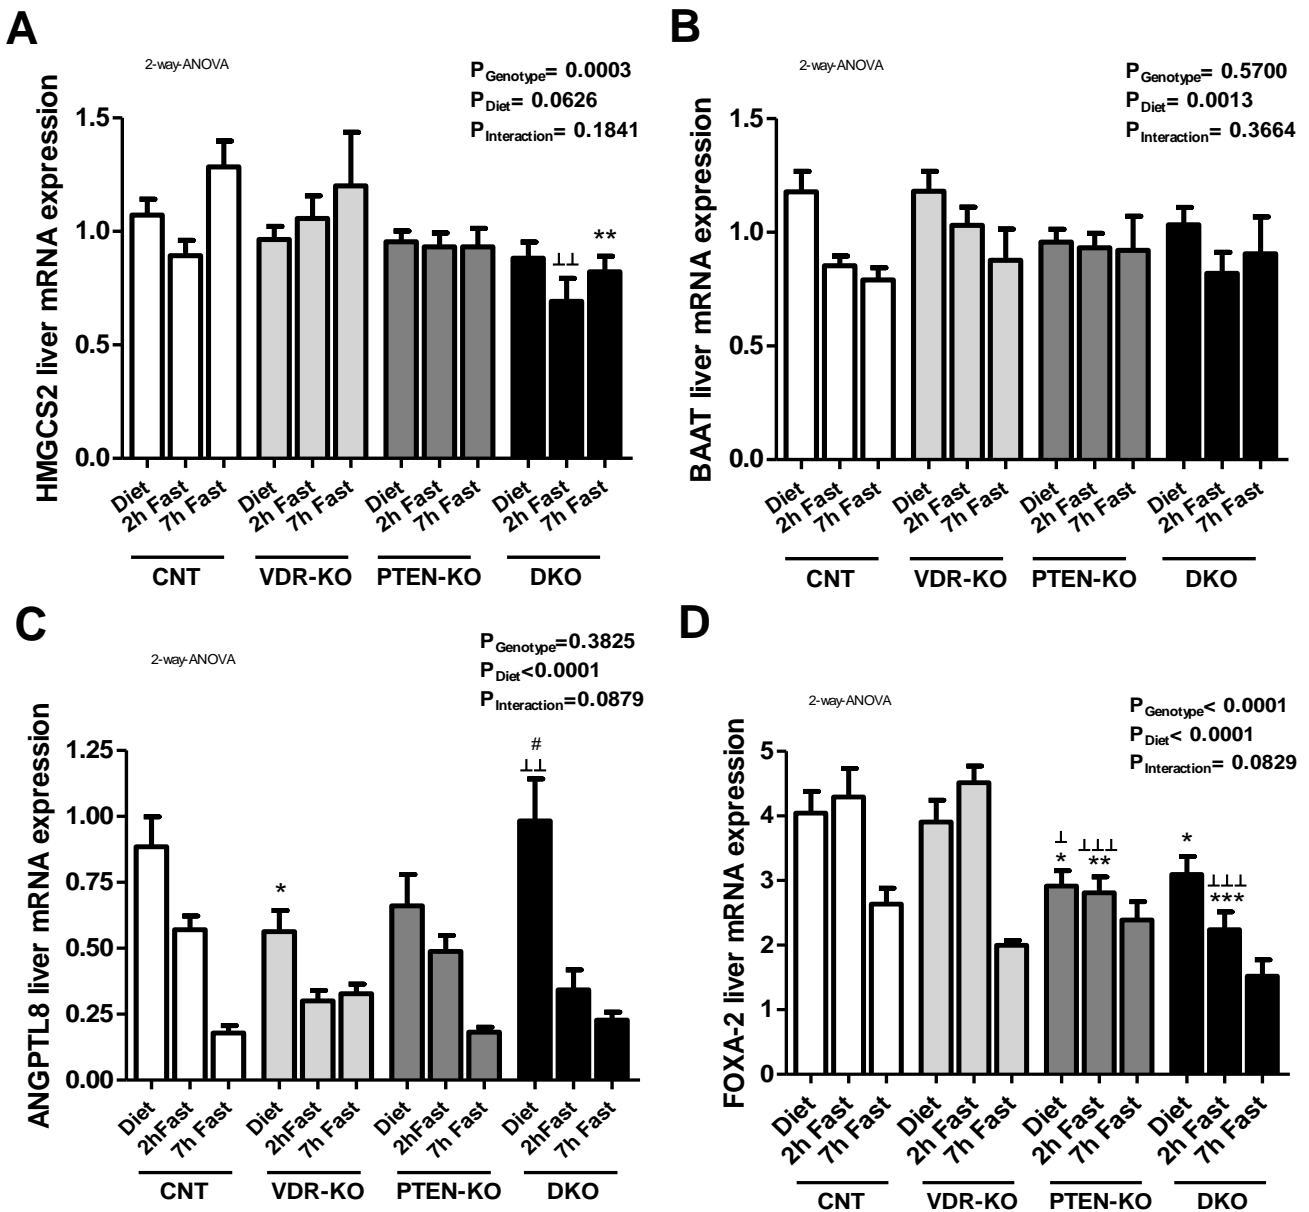 A
2-way-ANOVA
PGenotype= 0.0003
PDiet= 0.0626
PInteraction= 0.1841
HMGCS2 liver mRNA expression
1.5
1.0
0.5
0.0
⊥⊥
**
Diet
2h Fast
7h Fast
Diet
2h Fast
7h Fast
Diet
2h Fast
7h Fast
Diet
2h Fast
7h Fast
CNT
VDR-KO
PTEN-KO
DKO
B
2-way-ANOVA
PGenotype= 0.5700
PDiet= 0.0013
PInteraction= 0.3664
BAAT liver mRNA expression
1.5
1.0
0.5
0.0
Diet
2h Fast
7h Fast
Diet
2h Fast
7h Fast
Diet
2h Fast
7h Fast
Diet
2h Fast
7h Fast
CNT
VDR-KO
PTEN-KO
DKO
C
2-way-ANOVA
PGenotype=0.3825
PDiet<0.0001
PInteraction=0.0879
ANGPTL8 liver mRNA expression
1.25
1.00
0.75
0.50
0.25
0.00
*
#
⊥⊥
Diet
2hFast
7h Fast
Diet
2hFast
7h Fast
Diet
2hFast
7h Fast
Diet
2hFast
7h Fast
CNT
VDR-KO
PTEN-KO
DKO
D
2-way-ANOVA
PGenotype< 0.0001
PDiet< 0.0001
PInteraction= 0.0829
FOXA-2 liver mRNA expression
5
4
3
2
1
0
⊥
*
⊥⊥⊥
**
*
⊥⊥⊥
***
Diet
2h Fast
7h Fast
Diet
2h Fast
7h Fast
Diet
2h Fast
7h Fast
Diet
2h Fast
7h Fast
CNT
VDR-KO
PTEN-KO
DKO